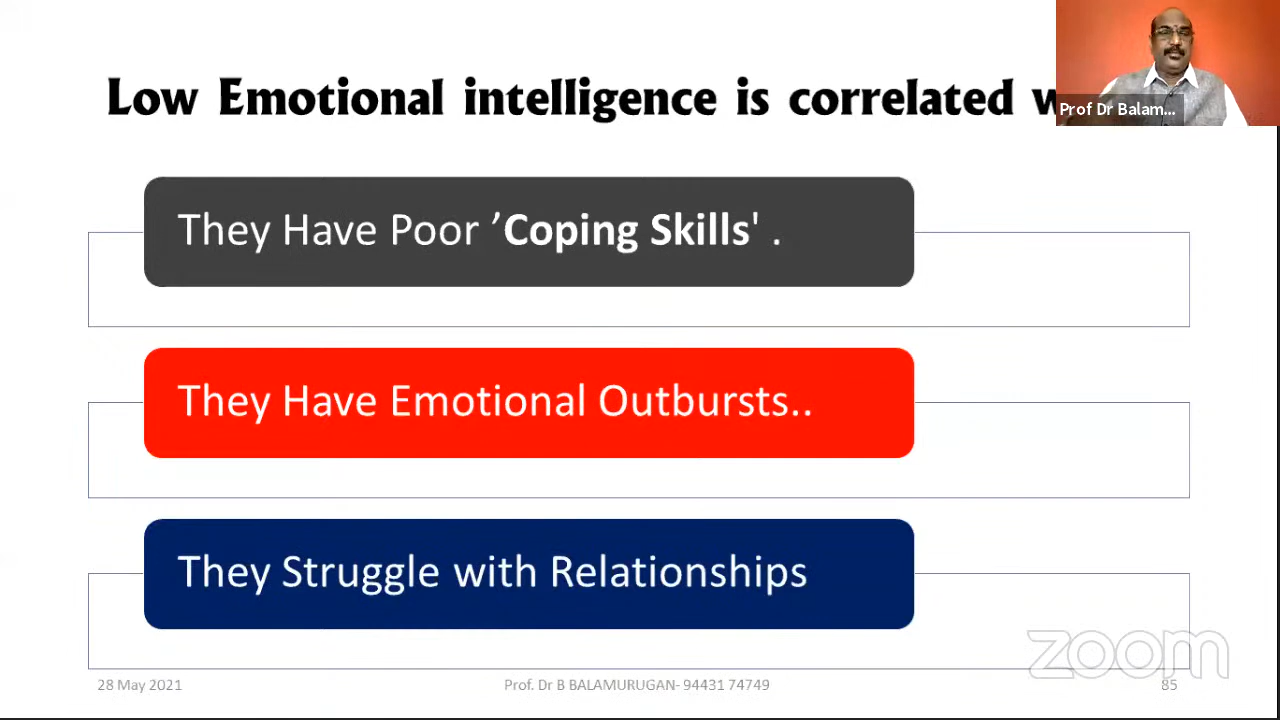 Low Emotional intelligence is correlated
Prof Dr Balam...
They Have Poor ’Coping Skills' .
They Have Emotional Outbursts..
They Struggle with Relationships
zoom
28 May 2021
Prof. Dr B BALAMURUGAN- 94431 74749
85